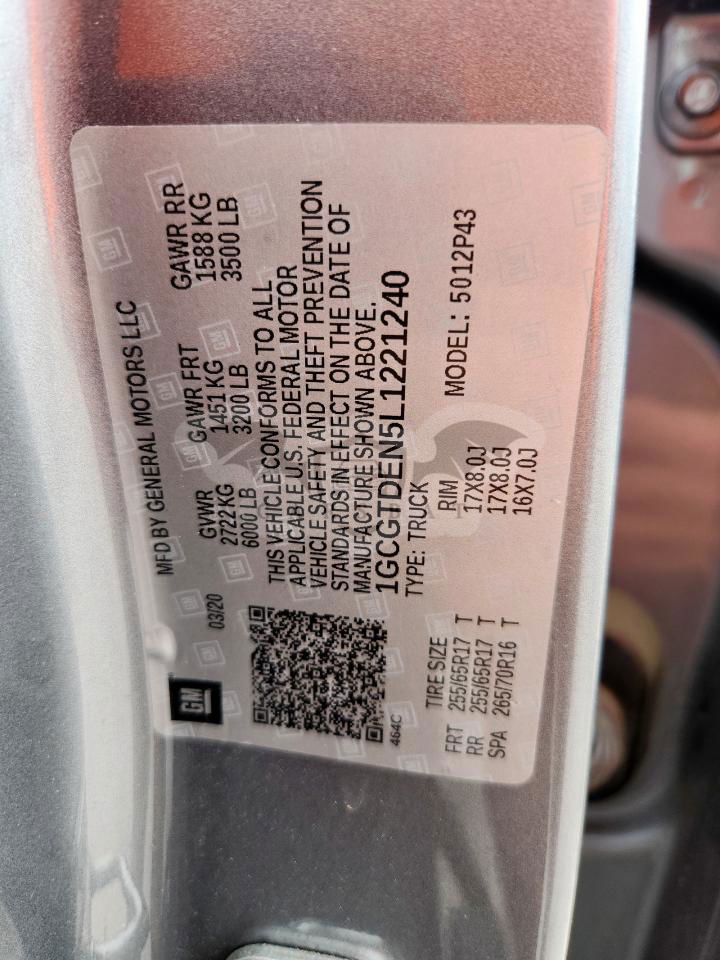 MFD BY GENERAL MOTORS LLC
GM
03/20
GVWR GAWR FRT GAWR RR
2722 KG 1451 KG 1588 KG
6000 LB 3200 LB 3500 LB
THIS VEHICLE CONFORMS TO ALL
APPLICABLE U.S. FEDERAL MOTOR
VEHICLE SAFETY AND THEFT PREVENTION
STANDARDS IN EFFECT ON THE DATE OF
MANUFACTURE SHOWN ABOVE.
1GCGTDEN5L1221240
464C
TYPE: TRUCK
MODEL: 5012P43
TIRE SIZE RIM
FRT 255/65R17 T 17X8.0J
RR 255/65R17 T 17X8.0J
SPA 265/70R16 T 16X7.0J